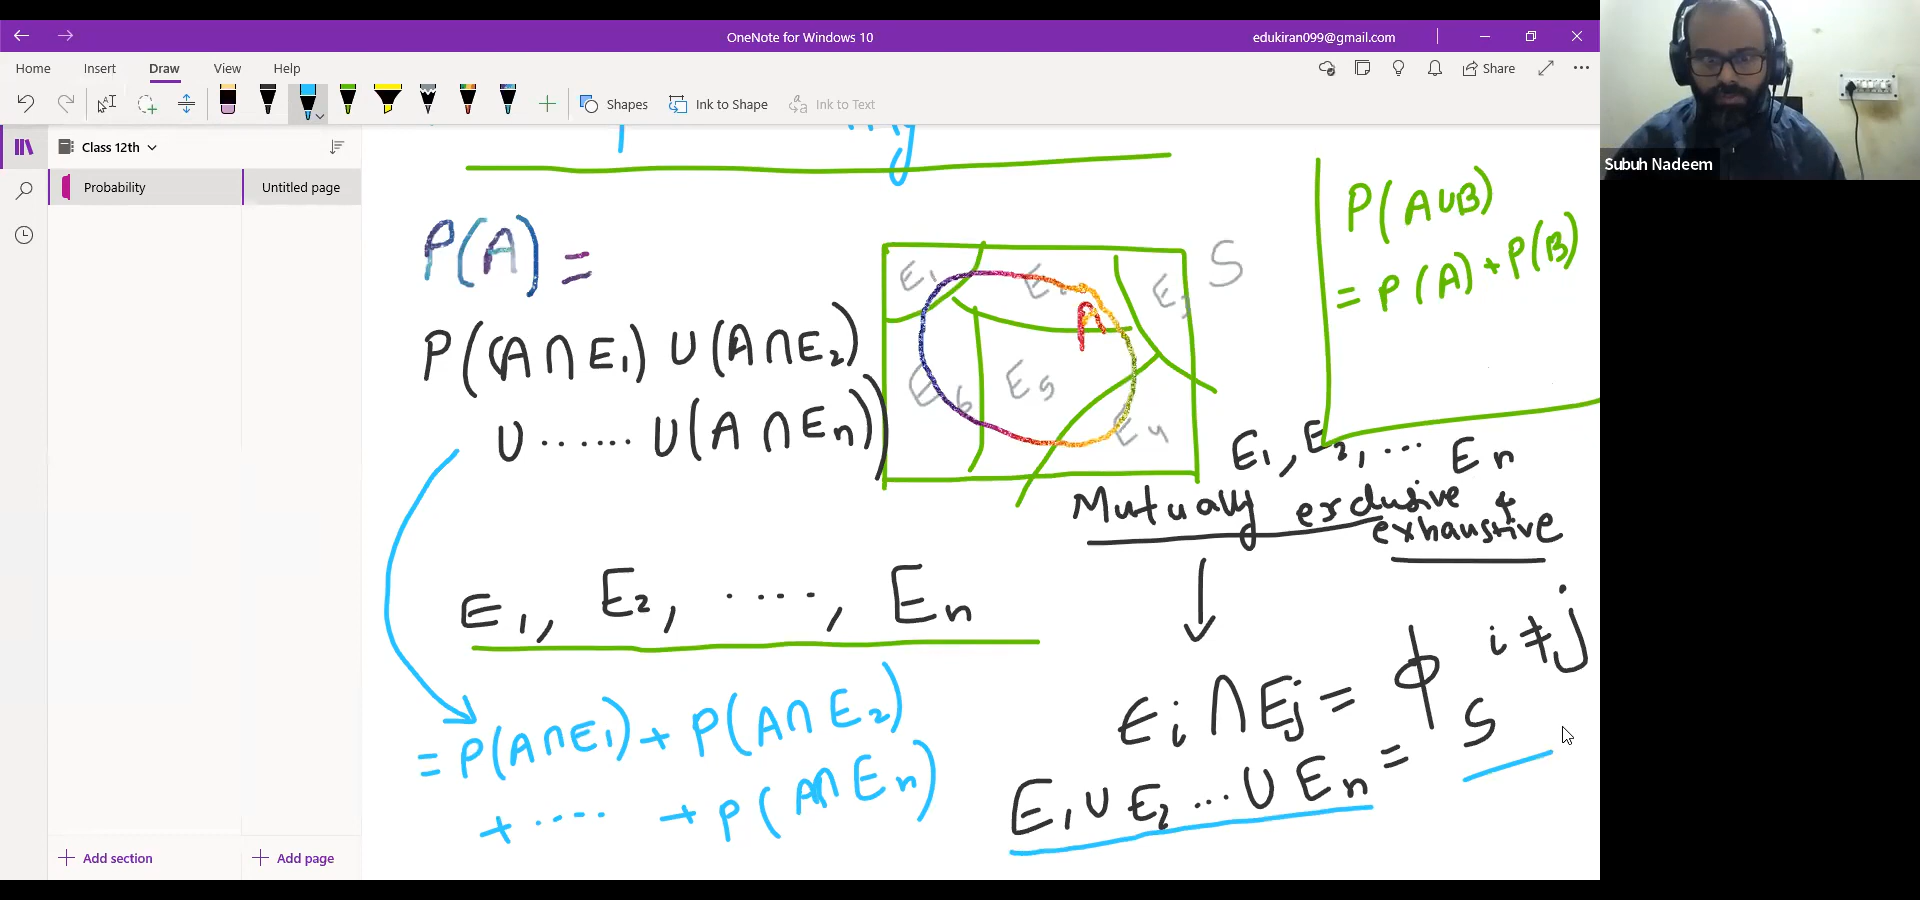 OneNote for Windows 10
edukiran099@gmail.com
Home Insert Draw View Help
Share
Shapes Ink to Shape Ink to Text
Class 12th
Probability Untitled page
Subuh Nadeem
P(A∪B)
= P(A) + P(B)
P(A) =
P((A∩E₁) ∪ (A∩E₂)
∪ ...... ∪ (A∩Eₙ))
E₁ E₂ E₃ S
A
E₆ E₅
E₄
E₁, E₂, ... Eₙ
Mutually exclusive &
exhaustive
E₁, E₂, ...., Eₙ
Eᵢ ∩ Eⱼ = ϕ i ≠ j
E₁ ∪ E₂ ... ∪ Eₙ = S
= P(A∩E₁) + P(A∩E₂)
+ .... + P(A∩Eₙ)
Add section Add page